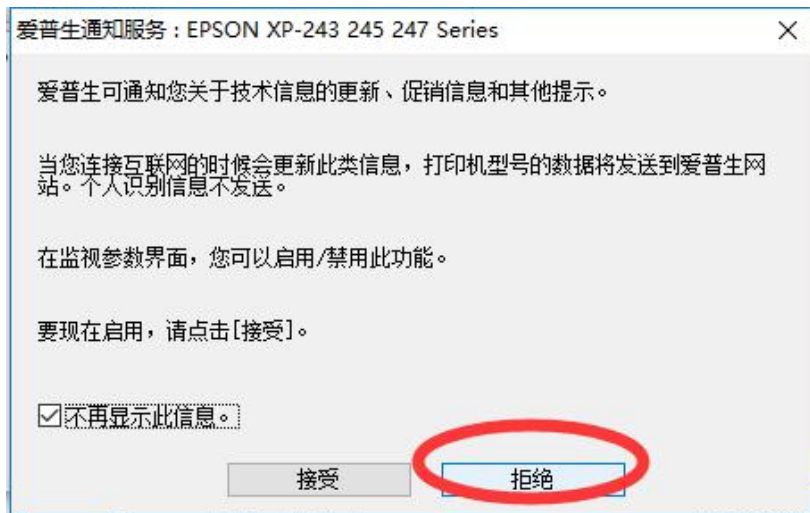 爱普生通知服务:EPSON XP-243 245 247 Series
爱普生可通知您关于技术信息的更新、促销信息和其他提示。
当您连接互联网的时候会更新此类信息，打印机型号的数据将发送到爱普生网
站。个人识别信息不发送。
在监视参数界面，您可以启用/禁用此功能。
要现在启用，请点击[接受]。
不再显示此信息。
接受
拒绝